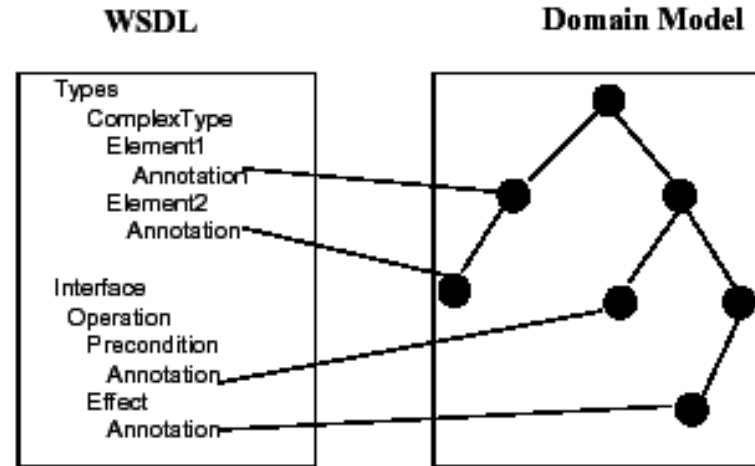 WSDL
Domain Model
Types
ComplexType
Element1
Annotation
Element2
Annotation
Interface
Operation
Precondition
Annotation
Effect
Annotation